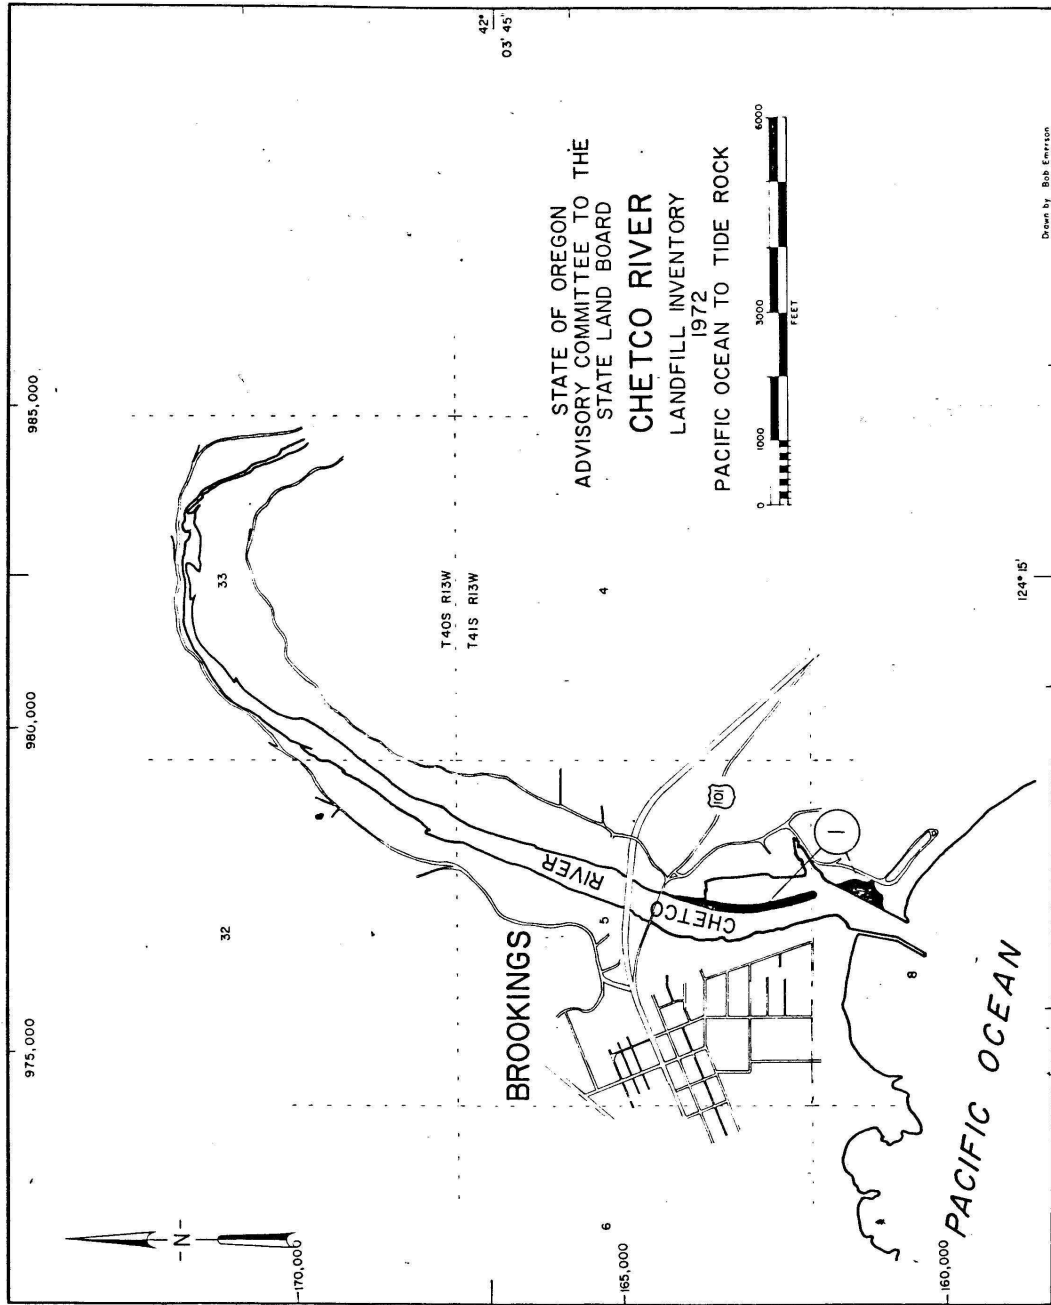 42°
03' 45"
985,000
980,000
975,000
170,000
165,000
160,000
124° 15'
-N-
33
32
T40S R13W
T41S R13W
4
5
6
8
101
1
BROOKINGS
CHETCO
RIVER
PACIFIC OCEAN
STATE OF OREGON
ADVISORY COMMITTEE TO THE
STATE LAND BOARD
CHETCO RIVER
LANDFILL INVENTORY
1972
PACIFIC OCEAN TO TIDE ROCK
0 1000 3000 6000
FEET
Drawn by Bob Emerson